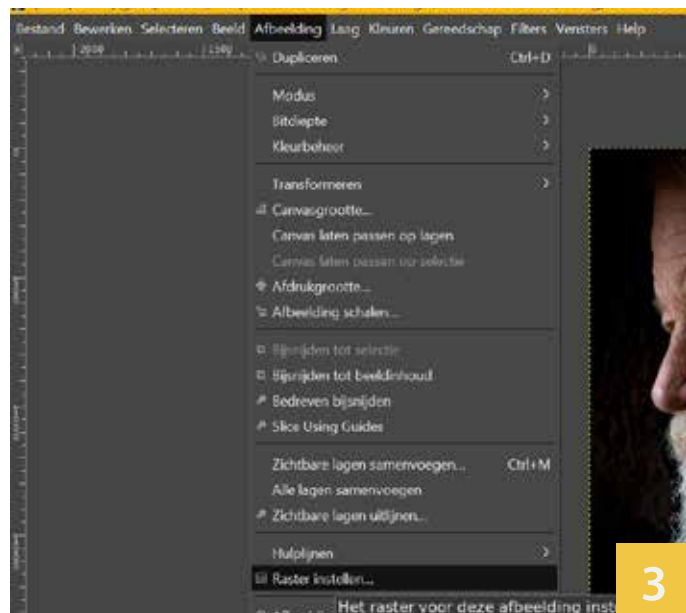 Bestand Bewerken Selecteren Beeld Afbeelding Laag Kleuren Gereedschap Filters Vensters Help
Dupliceren Ctrl+D
Modus
Bitdiepte
Kleurbeheer
Transformeren
Canvasgrootte...
Canvas laten passen op lagen
Canvas laten passen op selectie
Afdrukgrootte...
Afbeelding schalen...
Bijsnijden tot selectie
Bijsnijden tot beeldinhoud
Bedreven bijsnijden
Slice Using Guides
Zichtbare lagen samenvoegen... Ctrl+M
Alle lagen samenvoegen
Zichtbare lagen uitlijnen...
Hulplijnen
Raster instellen...
Het raster voor deze afbeelding inst
3